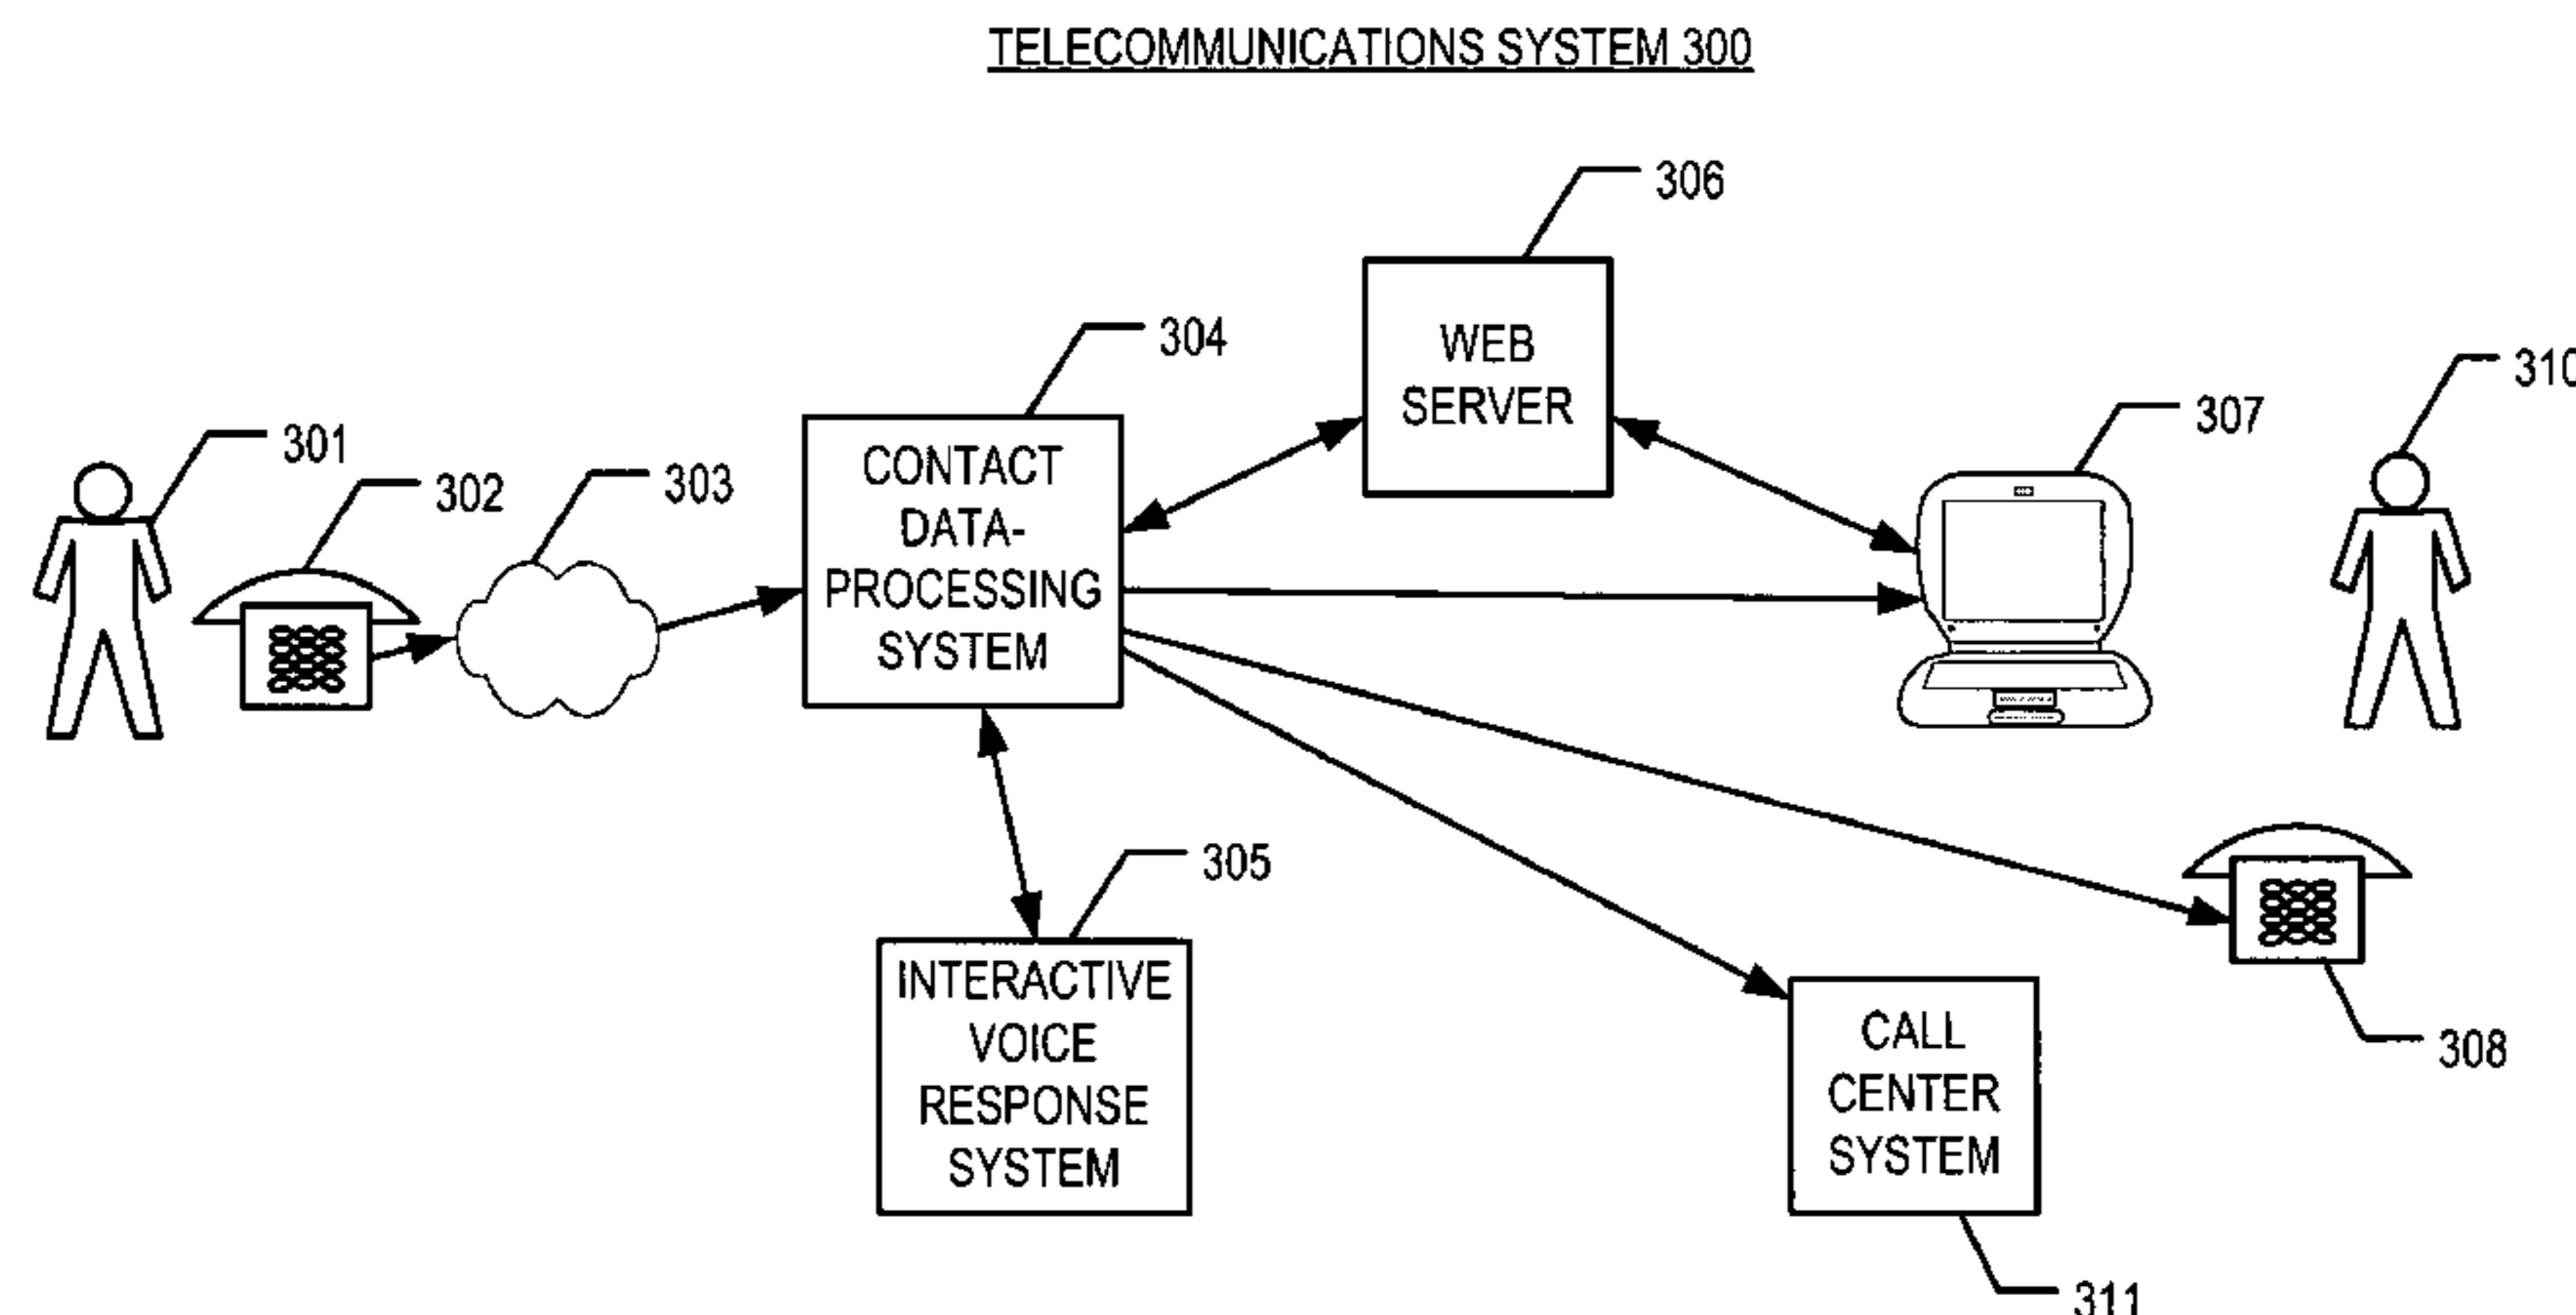 TELECOMMUNICATIONS SYSTEM 300
306
304
WEB
SERVER
310
307
301
302
303
CONTACT
DATA-
PROCESSING
SYSTEM
305
INTERACTIVE
VOICE
RESPONSE
SYSTEM
CALL
CENTER
SYSTEM
308
311